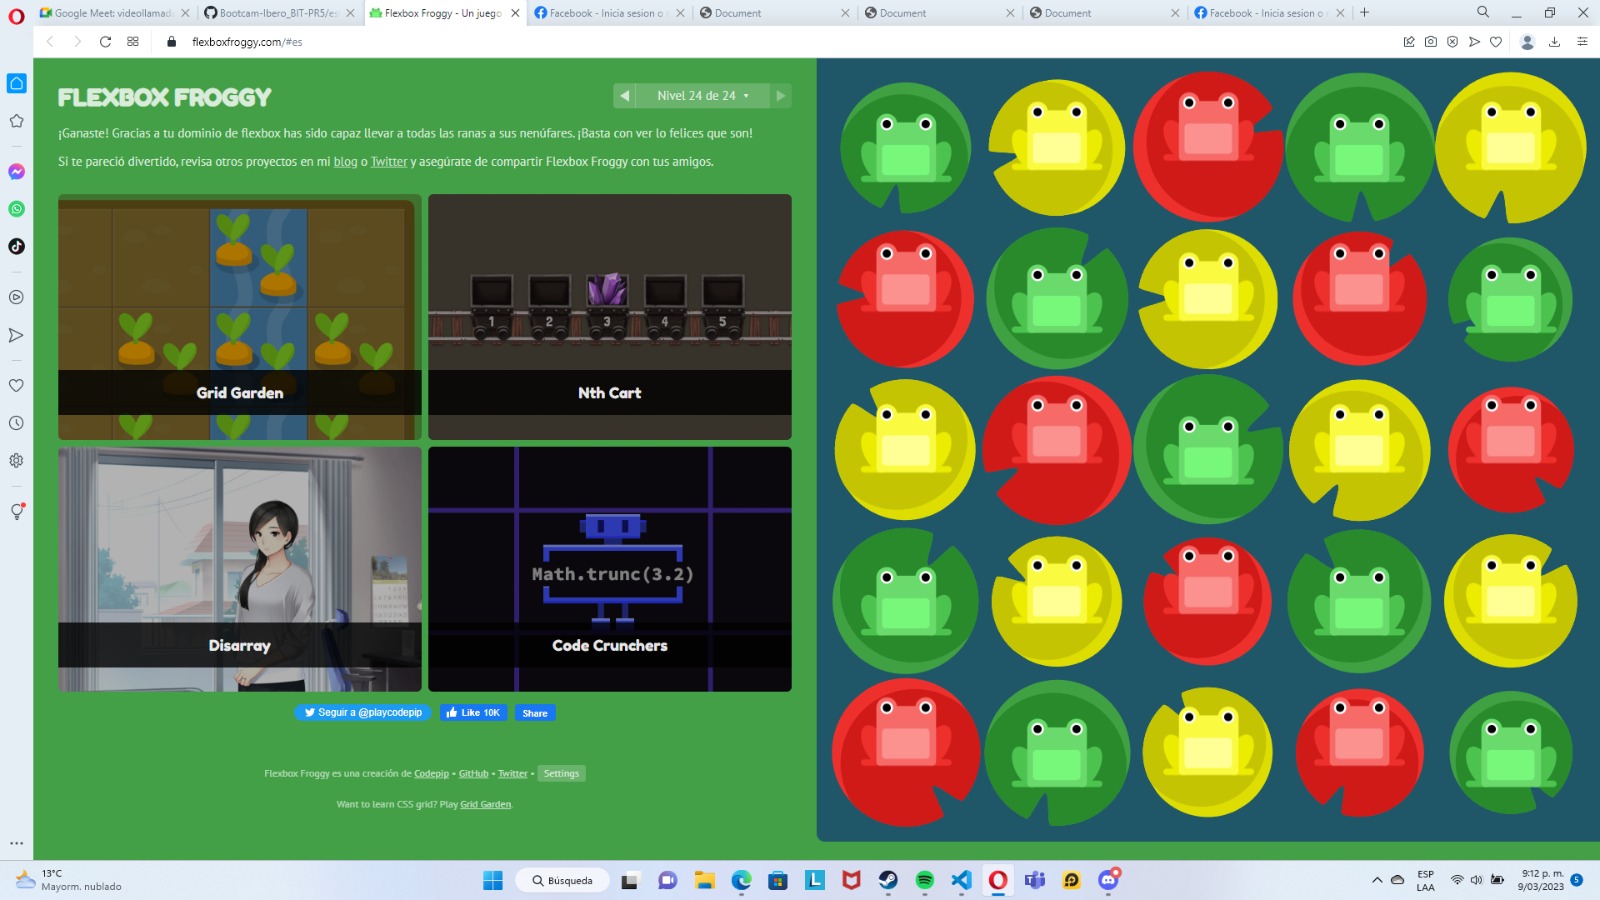 Google Meet: videollamada
Bootcam-Ibero_BIT-PR5/es
Flexbox Froggy - Un juego
Facebook - Inicia sesion o
Document
Document
Document
Facebook - Inicia sesion o
flexboxfroggy.com/#es
FLEXBOX FROGGY
Nivel 24 de 24
¡Ganaste! Gracias a tu dominio de flexbox has sido capaz llevar a todas las ranas a sus nenúfares. ¡Basta con ver lo felices que son!
Si te pareció divertido, revisa otros proyectos en mi blog o Twitter y asegúrate de compartir Flexbox Froggy con tus amigos.
1 2 3 4 5
Grid Garden
Nth Cart
Math.trunc(3.2)
Disarray
Code Crunchers
Seguir a @playcodepip
Like 10K
Share
Flexbox Froggy es una creación de Codepip • GitHub • Twitter • Settings
Want to learn CSS grid? Play Grid Garden.
13°C
Mayorm. nublado
Búsqueda
ESP
LAA
9:12 p. m.
9/03/2023
5